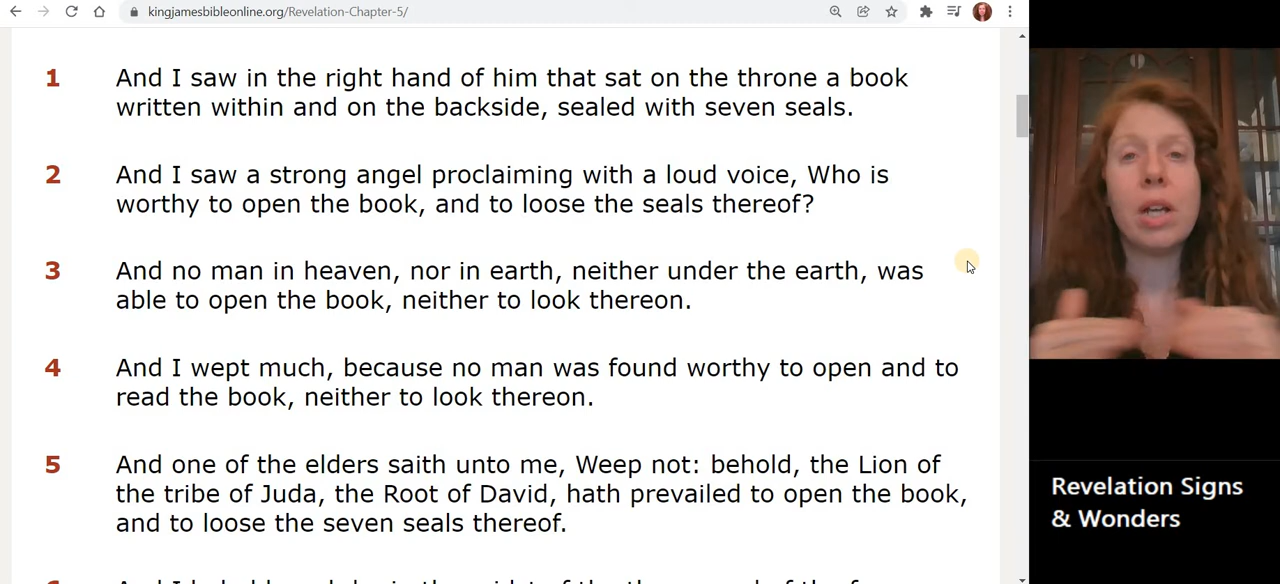 kingjamesbibleonline.org/Revelation-Chapter-5/
1 And I saw in the right hand of him that sat on the throne a book
written within and on the backside, sealed with seven seals.
2 And I saw a strong angel proclaiming with a loud voice, Who is
worthy to open the book, and to loose the seals thereof?
3 And no man in heaven, nor in earth, neither under the earth, was
able to open the book, neither to look thereon.
4 And I wept much, because no man was found worthy to open and to
read the book, neither to look thereon.
5 And one of the elders saith unto me, Weep not: behold, the Lion of
the tribe of Juda, the Root of David, hath prevailed to open the book,
and to loose the seven seals thereof.
Revelation Signs
& Wonders